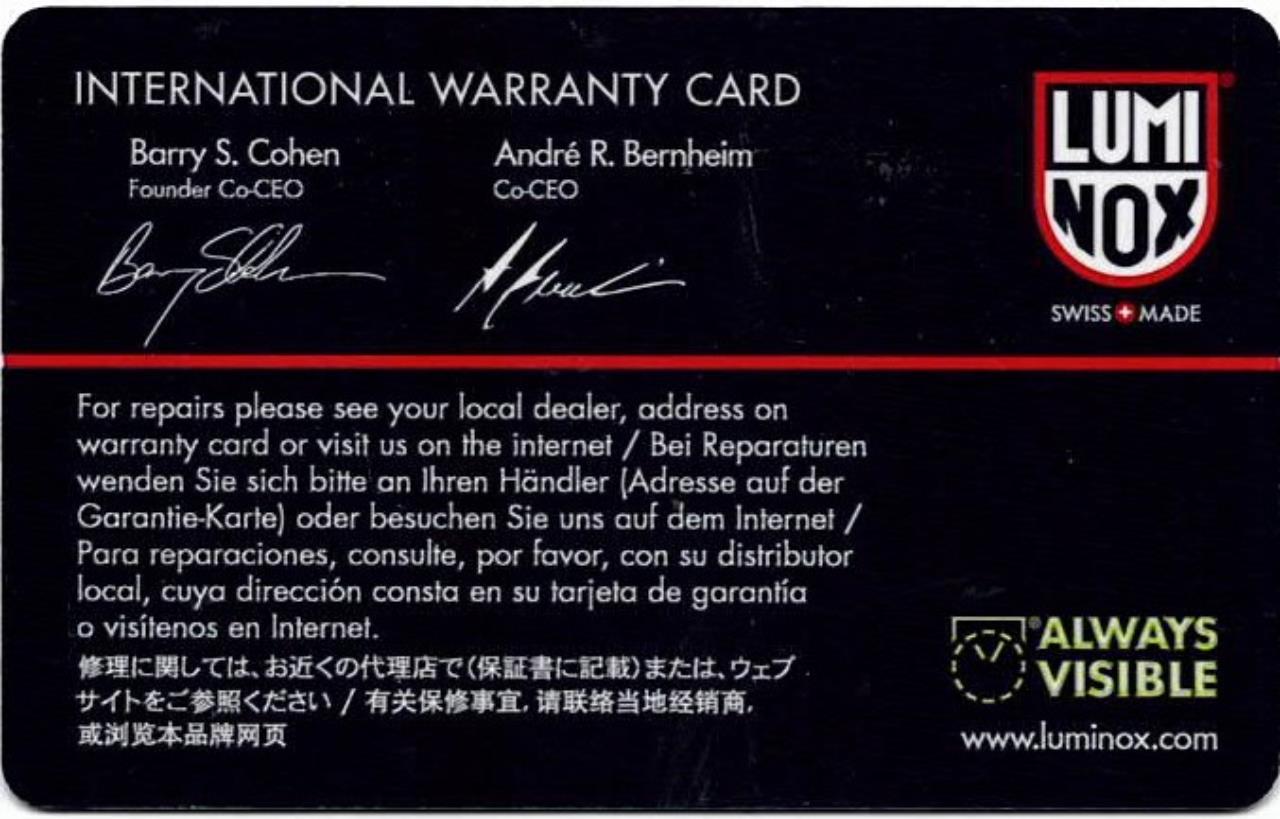 INTERNATIONAL WARRANTY CARD
Barry S. Cohen
Founder Co-CEO
André R. Bernheim
Co-CEO
LUMI
NOX
SWISS MADE
For repairs please see your local dealer, address on
warranty card or visit us on the internet / Bei Reparaturen
wenden Sie sich bitte an Ihren Händler (Adresse auf der
Garantie-Karte) oder besuchen Sie uns auf dem Internet /
Para reparaciones, consulte, por favor, con su distributor
local, cuya dirección consta en su tarjeta de garantía
o visítenos en Internet.
修理に関しては、お近くの代理店で(保証書に記載)または、ウェブ
サイトをご参照ください / 有关保修事宜, 请联络当地经销商,
或浏览本品牌网页
®ALWAYS
VISIBLE
www.luminox.com